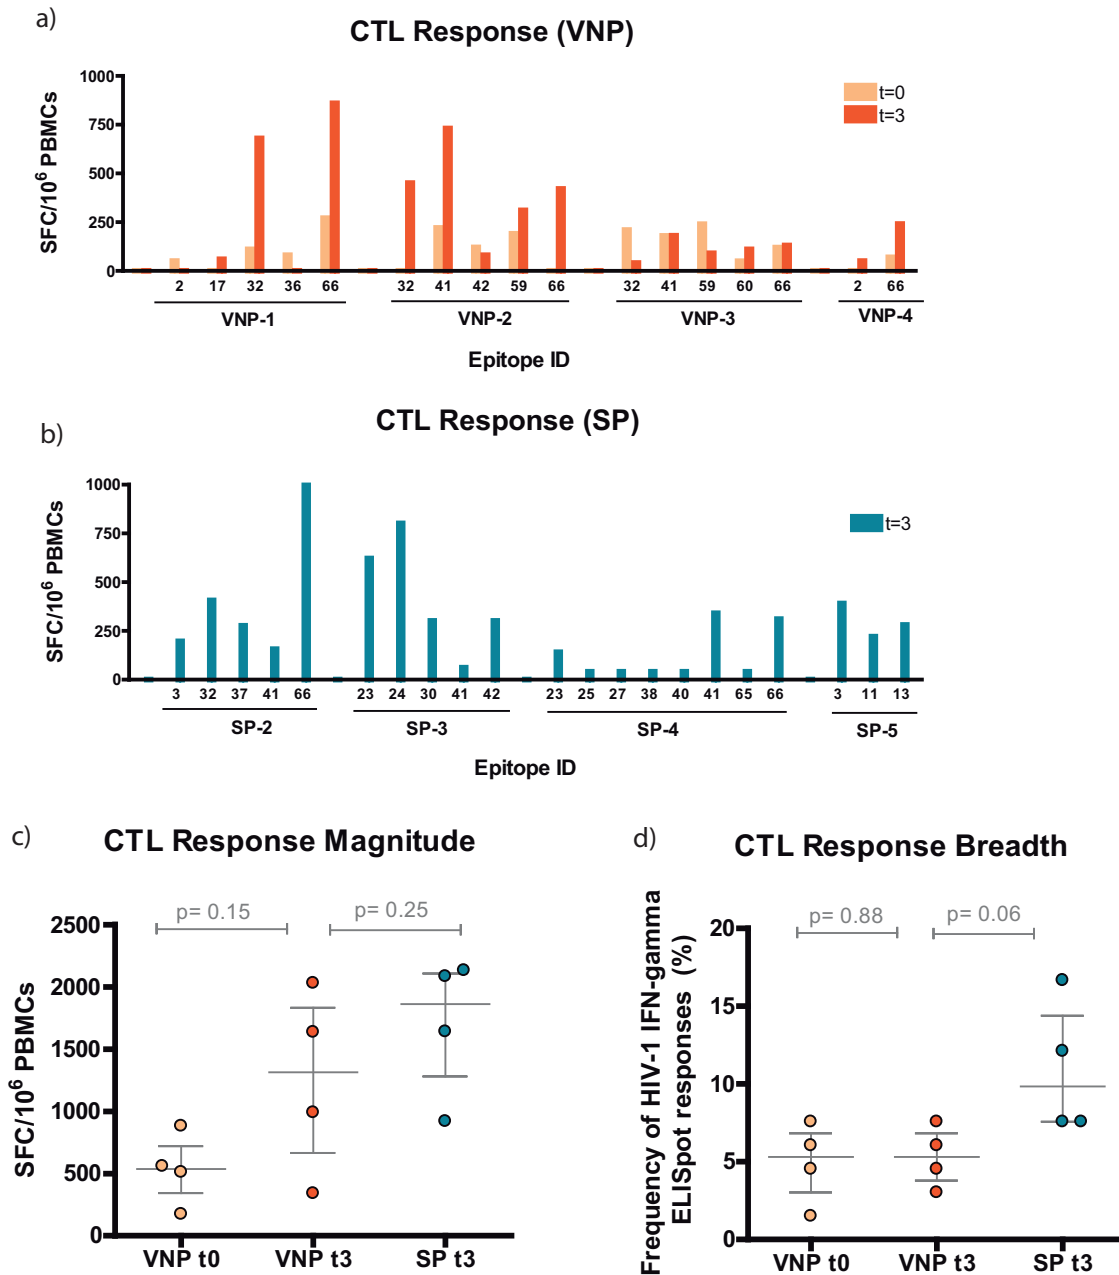 a)
CTL Response (VNP)
SFC/10⁶ PBMCs
1000
750
500
250
0
t=0
t=3
2 17 32 36 66 32 41 42 59 66 32 41 59 60 66 2 66
VNP-1 VNP-2 VNP-3 VNP-4
Epitope ID
b)
CTL Response (SP)
SFC/10⁶ PBMCs
1000
750
500
250
0
t=3
3 32 37 41 66 23 24 30 41 42 23 25 27 38 40 41 65 66 3 11 13
SP-2 SP-3 SP-4 SP-5
Epitope ID
c)
CTL Response Magnitude
p= 0.15 p= 0.25
SFC/10⁶ PBMCs
2500
2000
1500
1000
500
0
VNP t0 VNP t3 SP t3
d)
CTL Response Breadth
p= 0.88 p= 0.06
Frequency of HIV-1 IFN-gamma
ELISpot responses (%)
20
15
10
5
0
VNP t0 VNP t3 SP t3